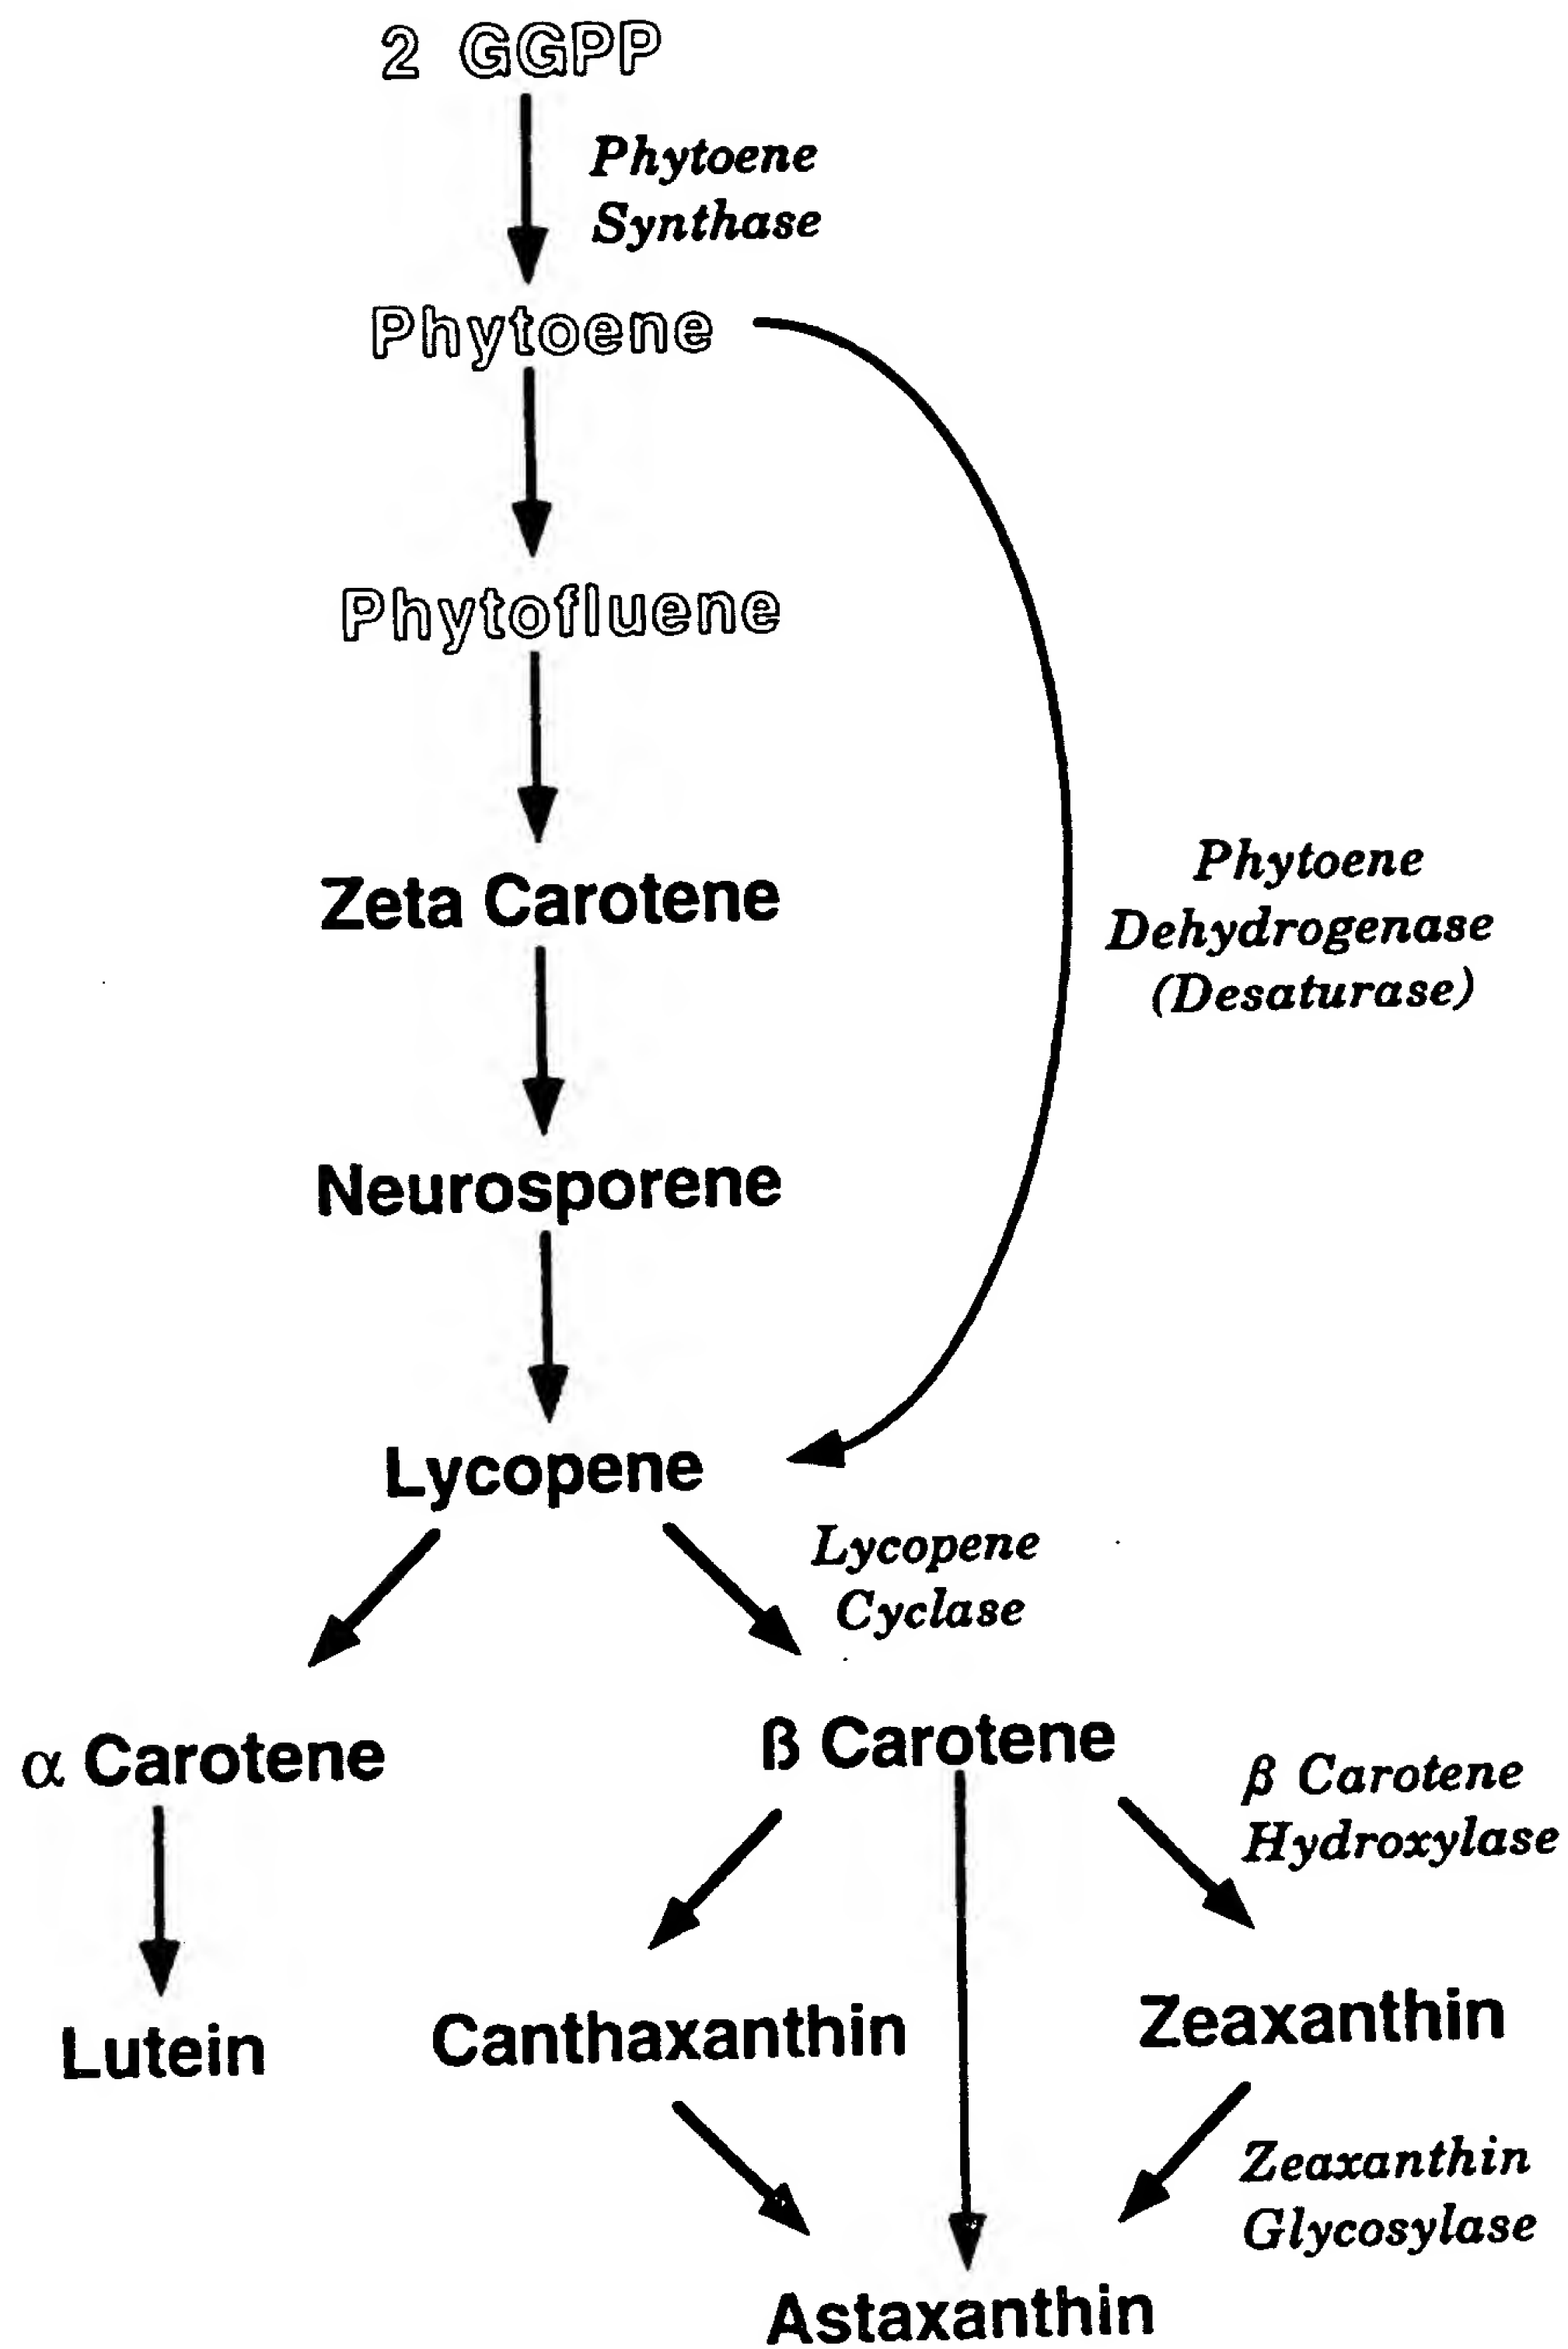 2 GGPP
Phytoene
Synthase
Phytoene
Phytofluene
Zeta Carotene
Phytoene
Dehydrogenase
(Desaturase)
Neurosporene
Lycopene
Lycopene
Cyclase
α Carotene
ß Carotene
β Carotene
Hydroxylase
Lutein
Canthaxanthin
Zeaxanthin
Zeaxanthin
Glycosylase
Astaxanthin